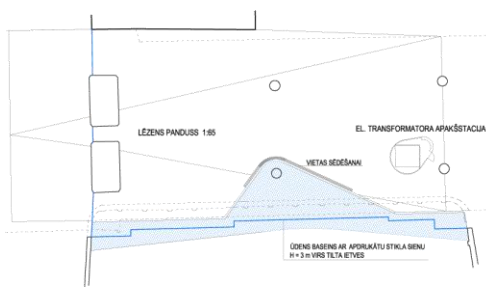 LĒZENS PANDUSS 1:65
EL. TRANSFORMATORA APAKŠSTACIJA
VIETAS SĒDĒŠANAI
ŪDENS BASEINS AR APDRUKĀTU STIKLA SIENU
H = 3 m VIRS TILTA IETVES